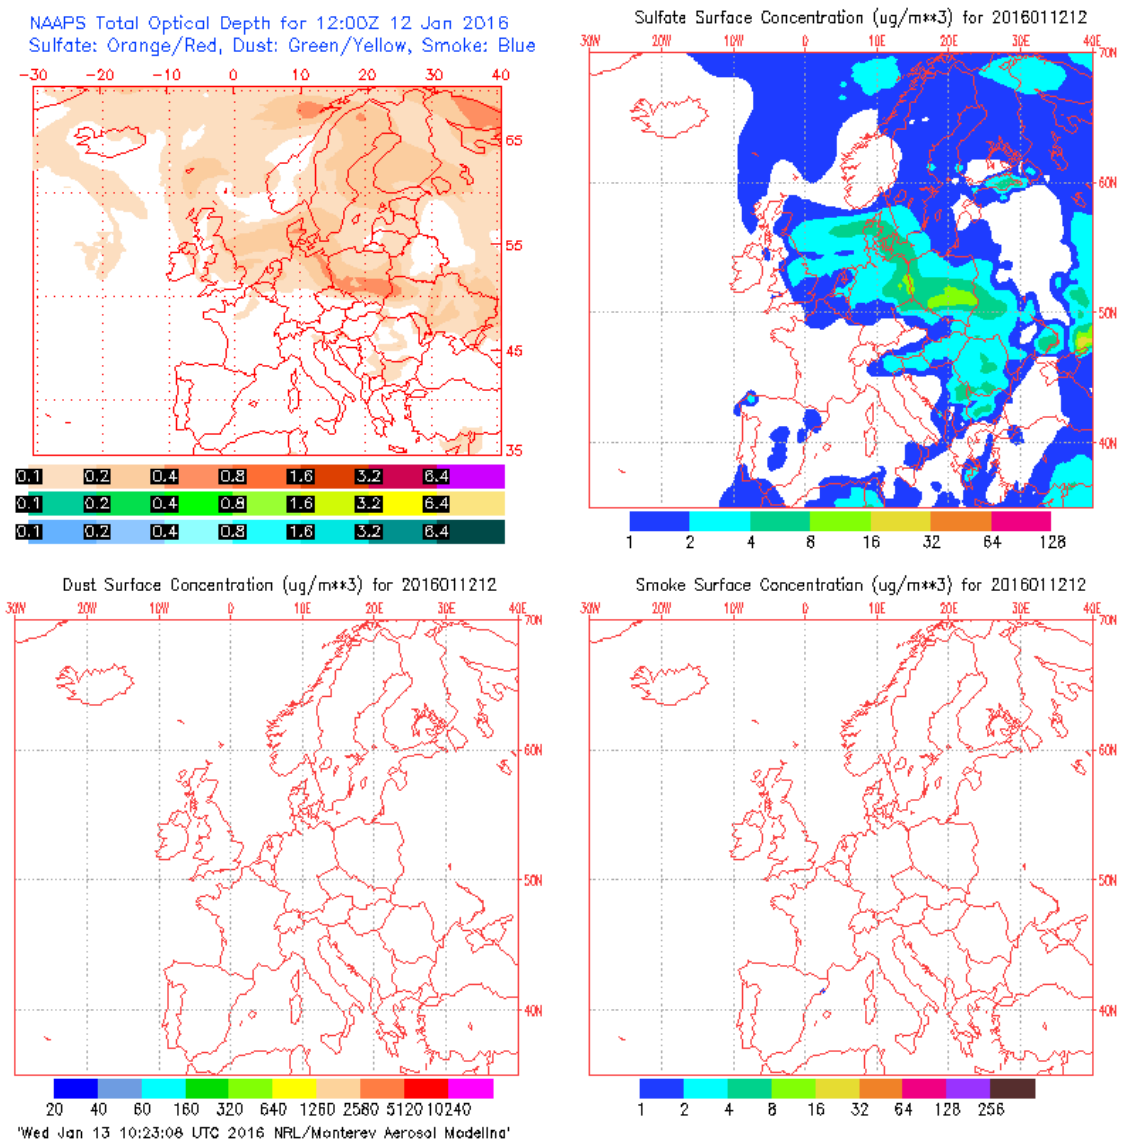 NAAPS Total Optical Depth for 12:00Z 12 Jan 2016
Sulfate: Orange/Red, Dust: Green/Yellow, Smoke: Blue
-30 -20 -10 0 10 20 30 40
65
55
45
35
0.1 0.2 0.4 0.8 1.6 3.2 6.4
0.1 0.2 0.4 0.8 1.6 3.2 6.4
0.1 0.2 0.4 0.8 1.6 3.2 6.4
Sulfate Surface Concentration (ug/m**3) for 2016011212
30W 20W 10W 0 10E 20E 30E 40E
70N
60N
50N
40N
1 2 4 8 16 32 64 128
Dust Surface Concentration (ug/m**3) for 2016011212
30W 20W 10W 0 10E 20E 30E 40E
70N
60N
50N
40N
20 40 60 160 320 640 1260 2580 5120 10240
'Wed Jan 13 10:23:08 UTC 2016 NRL/Monterey Aerosol Modeling'
Smoke Surface Concentration (ug/m**3) for 2016011212
30W 20W 10W 0 10E 20E 30E 40E
70N
60N
50N
40N
1 2 4 8 16 32 64 128 256